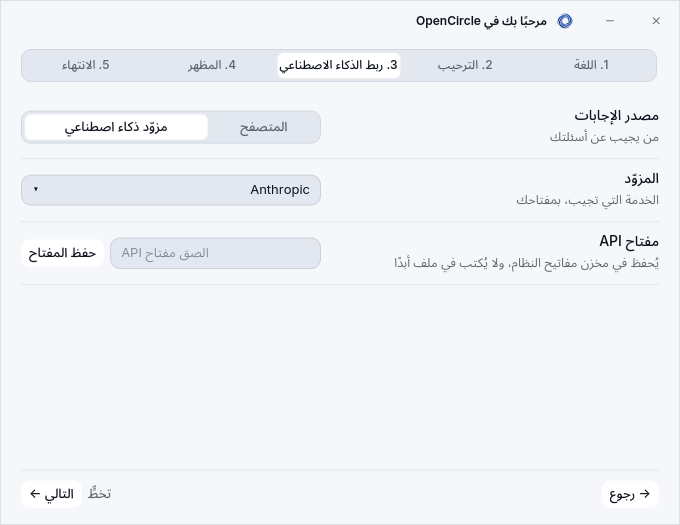 مرحبًا بك في OpenCircle
1. اللغة
2. الترحيب
3. ربط الذكاء الاصطناعي
4. المظهر
5. الانتهاء
مصدر الإجابات
من يجيب عن أسئلتك
المتصفح
مزوّد ذكاء اصطناعي
المزوّد
الخدمة التي تجيب، بمفتاحك
Anthropic
مفتاح API
يُحفظ في مخزن مفاتيح النظام، ولا يُكتب في ملف أبدًا
الصق مفتاح API
حفظ المفتاح
→ رجوع
تخطٍّ
التالي ←